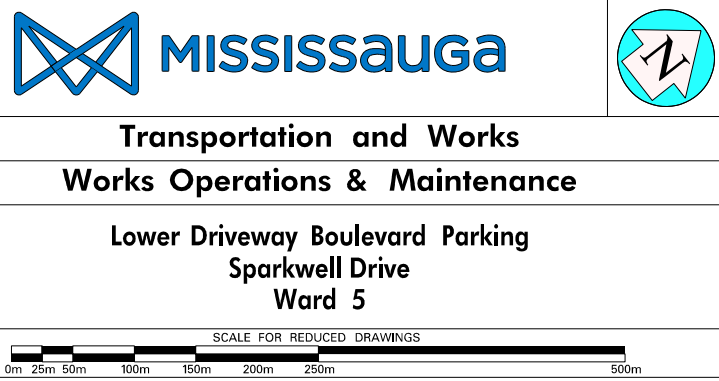 MISSISSauGa
N
Transportation and Works
Works Operations & Maintenance
Lower Driveway Boulevard Parking
Sparkwell Drive
Ward 5
SCALE FOR REDUCED DRAWINGS
0m 25m 50m 100m 150m 200m 250m 500m